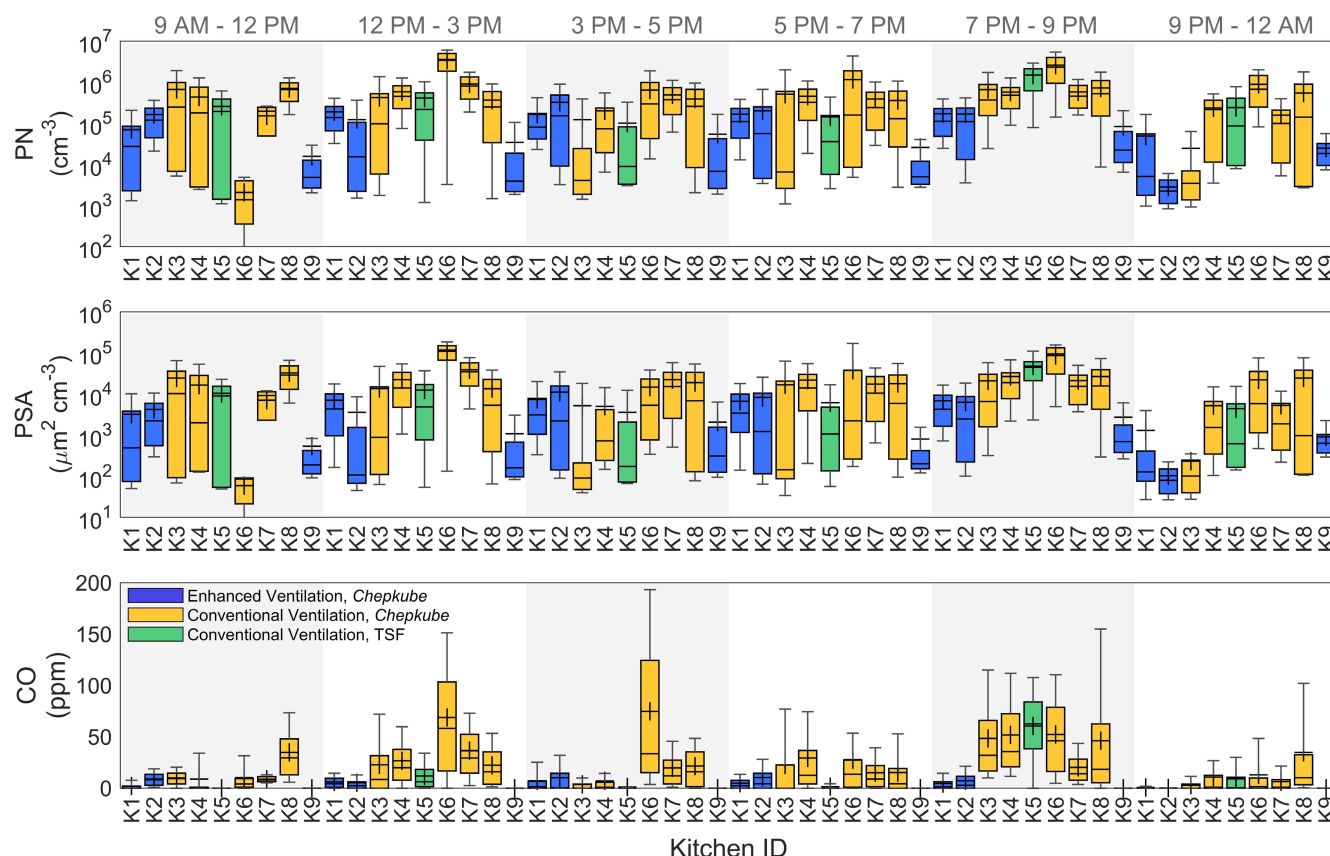 9 AM - 12 PM 12 PM - 3 PM 3 PM - 5 PM 5 PM - 7 PM 7 PM - 9 PM 9 PM - 12 AM
PN
(cm⁻³)
10⁷
10⁶
10⁵
10⁴
10³
10²
K1 K2 K3 K4 K5 K6 K7 K8 K9 K1 K2 K3 K4 K5 K6 K7 K8 K9 K1 K2 K3 K4 K5 K6 K7 K8 K9 K1 K2 K3 K4 K5 K6 K7 K8 K9 K1 K2 K3 K4 K5 K6 K7 K8 K9 K1 K2 K3 K4 K5 K6 K7 K8 K9
PSA
(μm² cm⁻³)
10⁶
10⁵
10⁴
10³
10²
10¹
K1 K2 K3 K4 K5 K6 K7 K8 K9 K1 K2 K3 K4 K5 K6 K7 K8 K9 K1 K2 K3 K4 K5 K6 K7 K8 K9 K1 K2 K3 K4 K5 K6 K7 K8 K9 K1 K2 K3 K4 K5 K6 K7 K8 K9 K1 K2 K3 K4 K5 K6 K7 K8 K9
CO
(ppm)
200
150
100
50
0
Enhanced Ventilation, Chepkube
Conventional Ventilation, Chepkube
Conventional Ventilation, TSF
K1 K2 K3 K4 K5 K6 K7 K8 K9 K1 K2 K3 K4 K5 K6 K7 K8 K9 K1 K2 K3 K4 K5 K6 K7 K8 K9 K1 K2 K3 K4 K5 K6 K7 K8 K9 K1 K2 K3 K4 K5 K6 K7 K8 K9 K1 K2 K3 K4 K5 K6 K7 K8 K9
Kitchen ID